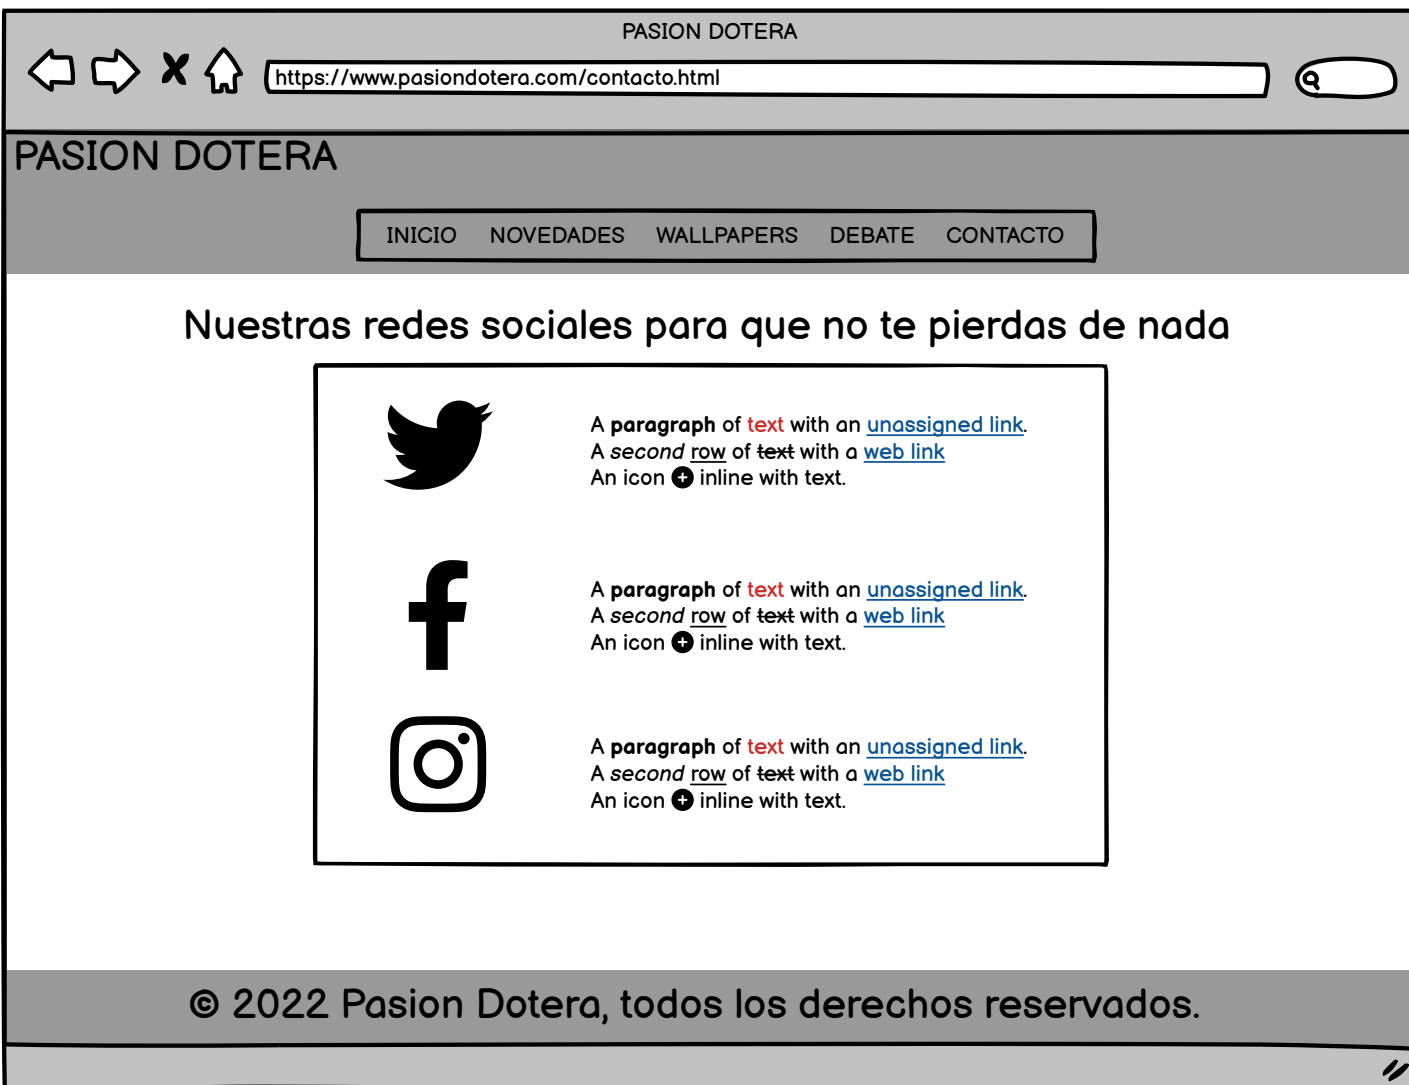 PASION DOTERA
https://www.pasiondotera.com/contacto.html
PASION DOTERA
INICIO NOVEDADES WALLPAPERS DEBATE CONTACTO
Nuestras redes sociales para que no te pierdas de nada
A paragraph of text with an unassigned link.
A second row of text with a web link
An icon inline with text.
A paragraph of text with an unassigned link.
A second row of text with a web link
An icon inline with text.
A paragraph of text with an unassigned link.
A second row of text with a web link
An icon inline with text.
© 2022 Pasion Dotera, todos los derechos reservados.